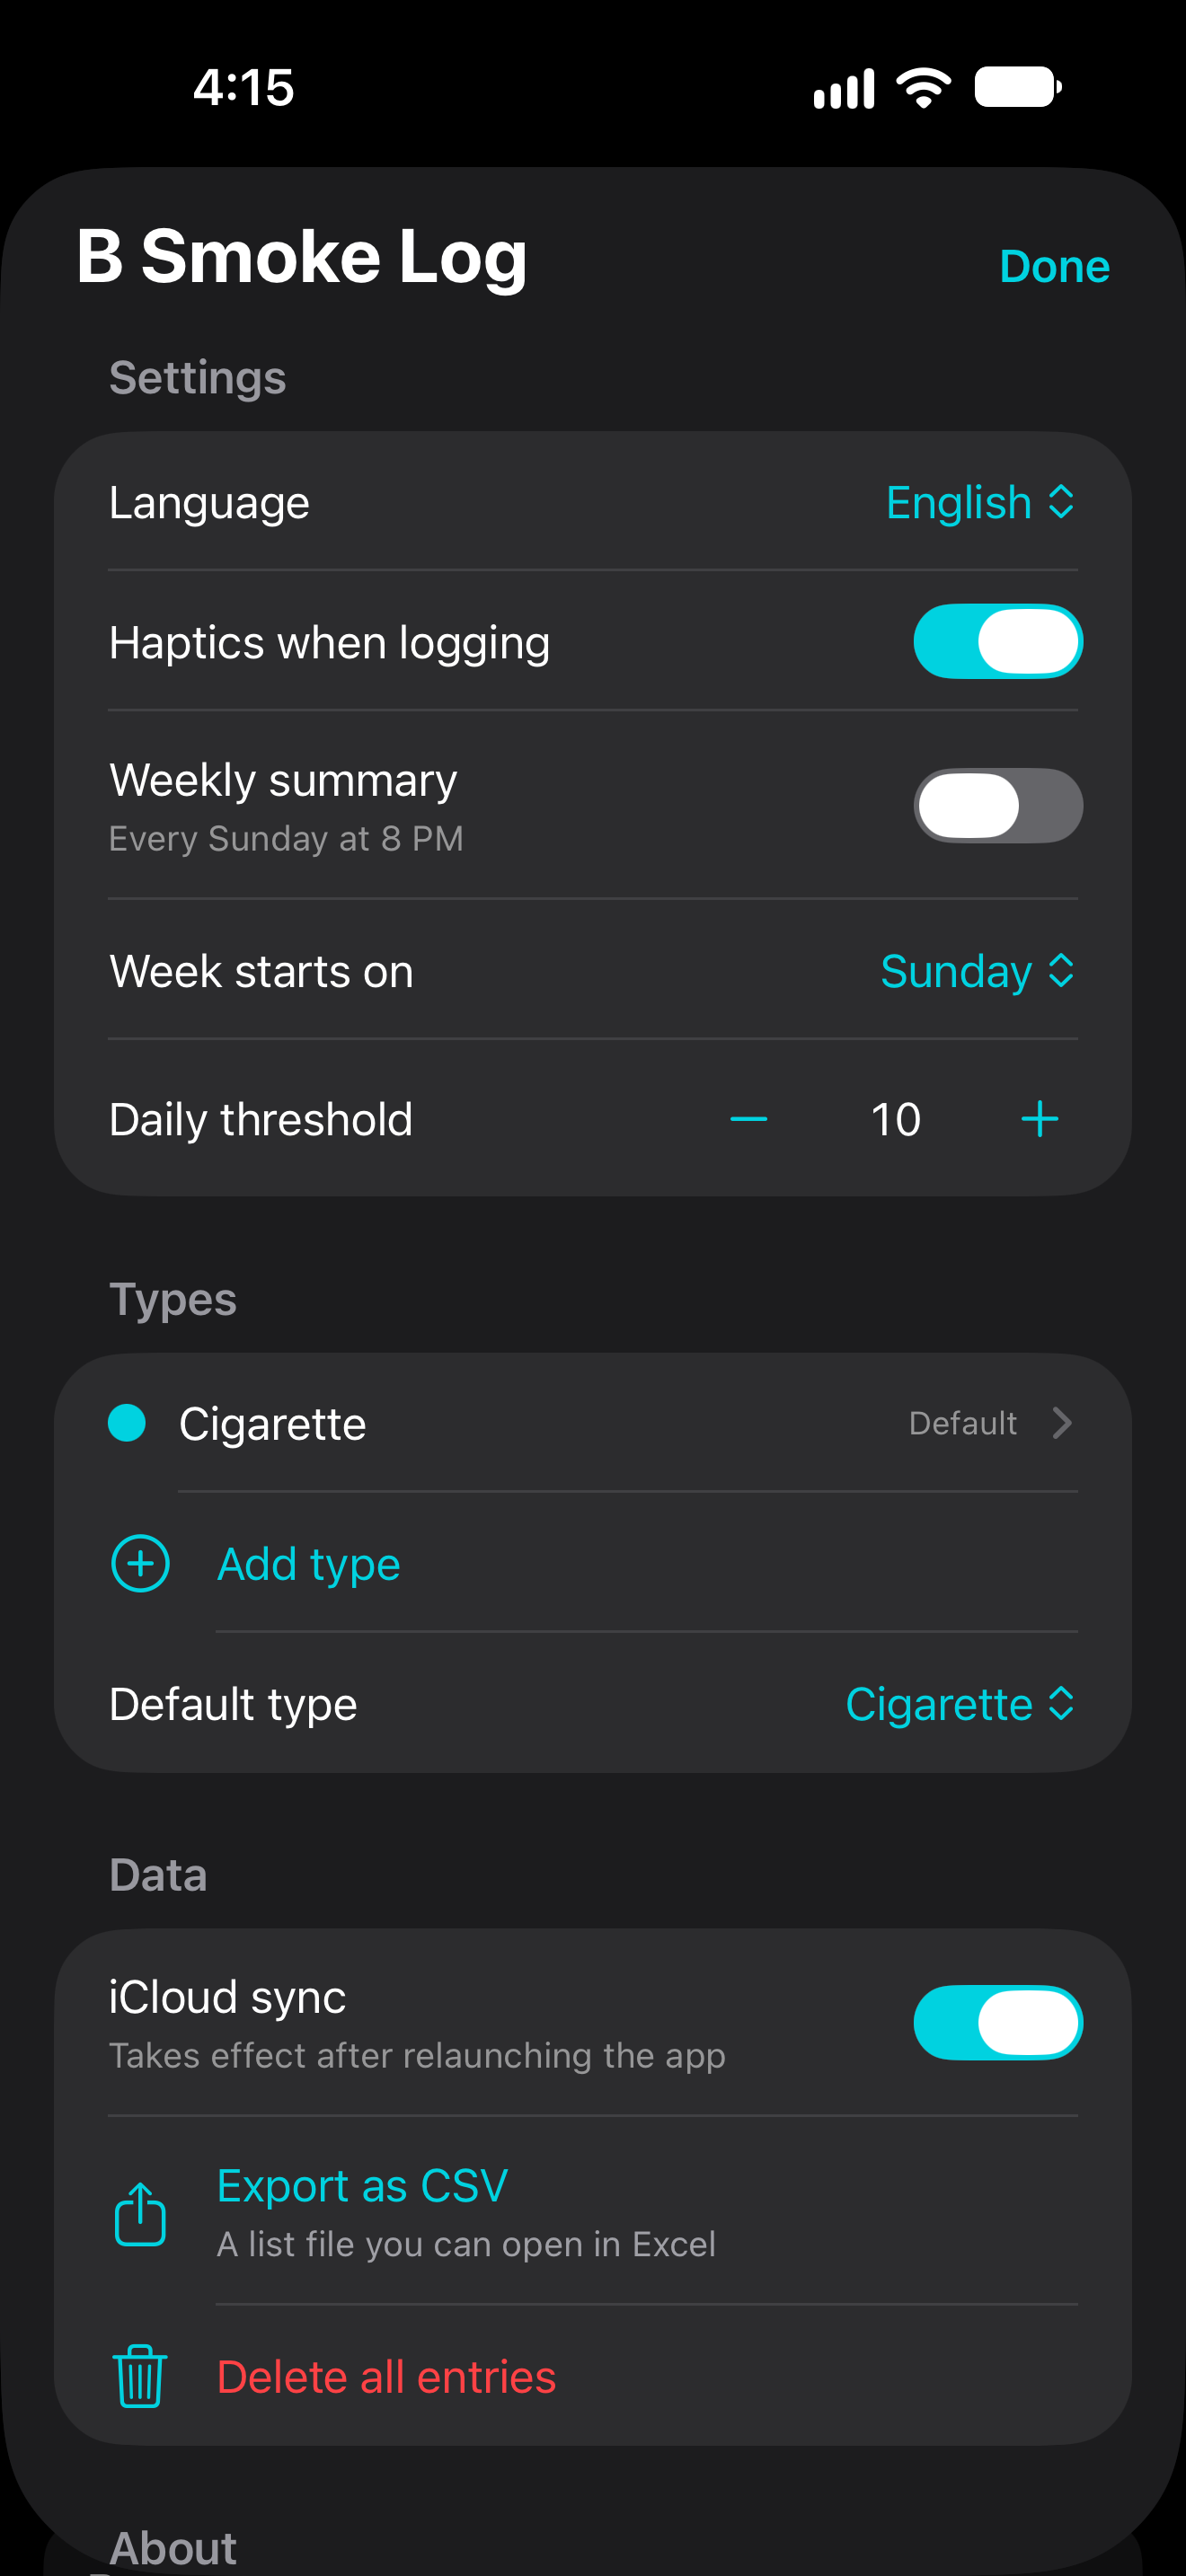 4:15
B Smoke Log
Done
Settings
Language
English
Haptics when logging
Weekly summary
Every Sunday at 8 PM
Week starts on
Sunday
Daily threshold
10
Types
Cigarette
Default
Add type
Default type
Cigarette
Data
iCloud sync
Takes effect after relaunching the app
Export as CSV
A list file you can open in Excel
Delete all entries
About